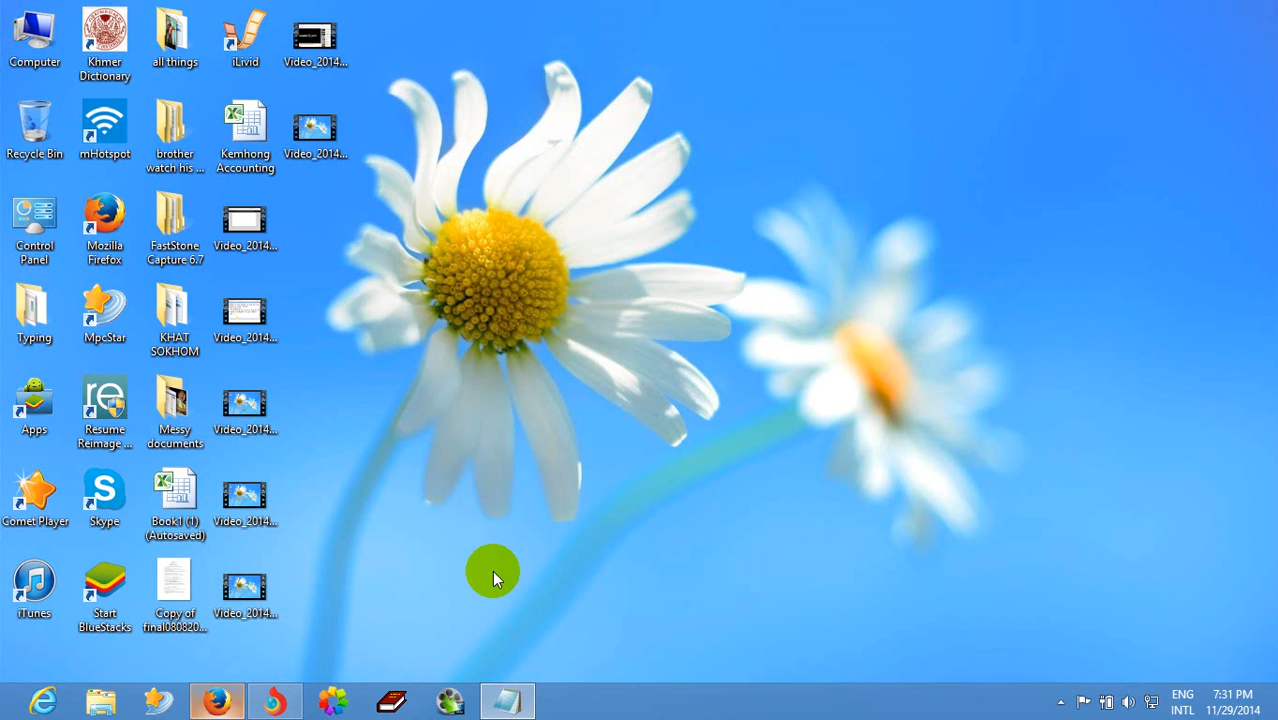 Computer
Khmer
Dictionary
all things
iLivid
Video_2014...
Recycle Bin
mHotspot
brother
watch his ...
Kemhong
Accounting
Video_2014...
Control
Panel
Mozilla
Firefox
FastStone
Capture 6.7
Video_2014...
Typing
MpcStar
KHAT
SOKHOM
Video_2014...
Apps
re
Resume
Reimage ...
Messy
documents
Video_2014...
Comet Player
Skype
Book1 (1)
(Autosaved)
Video_2014...
iTunes
Start
BlueStacks
Copy of
final080820...
Video_2014...
ENG
INTL
7:31 PM
11/29/2014